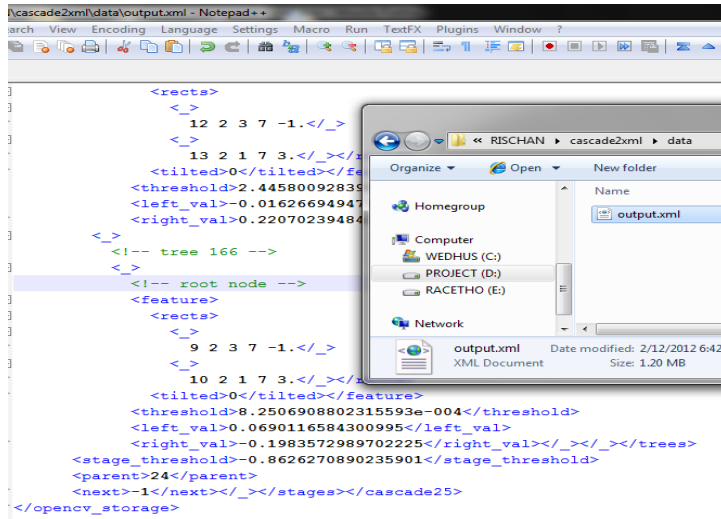 \cascade2xml\data\output.xml - Notepad++
arch View Encoding Language Settings Macro Run TextFX Plugins Window ?
<rects>
<_>
12 2 3 7 -1.</_>
<_>
13 2 1 7 3.</_></r
<tilted>0</tilted></fe
<threshold>2.44580092839
<left_val>-0.01626694947
<right_val>0.22070239484
<_>
<!-- tree 166 -->
<_>
<!-- root node -->
<feature>
<rects>
<_>
9 2 3 7 -1.</_>
<_>
10 2 1 7 3.</_></r
<tilted>0</tilted></feature>
<threshold>8.2506908802315593e-004</threshold>
<left_val>0.0690116584300995</left_val>
<right_val>-0.1983572989702225</right_val></_></_></trees>
<stage_threshold>-0.8626270890235901</stage_threshold>
<parent>24</parent>
<next>-1</next></_></stages></cascade25>
</opencv_storage>
« RISCHAN ▸ cascade2xml ▸ data
Organize Open New folder
Name
output.xml
Homegroup
Computer
WEDHUS (C:)
PROJECT (D:)
RACETHO (E:)
Network
output.xml Date modified: 2/12/2012 6:42
XML Document Size: 1.20 MB